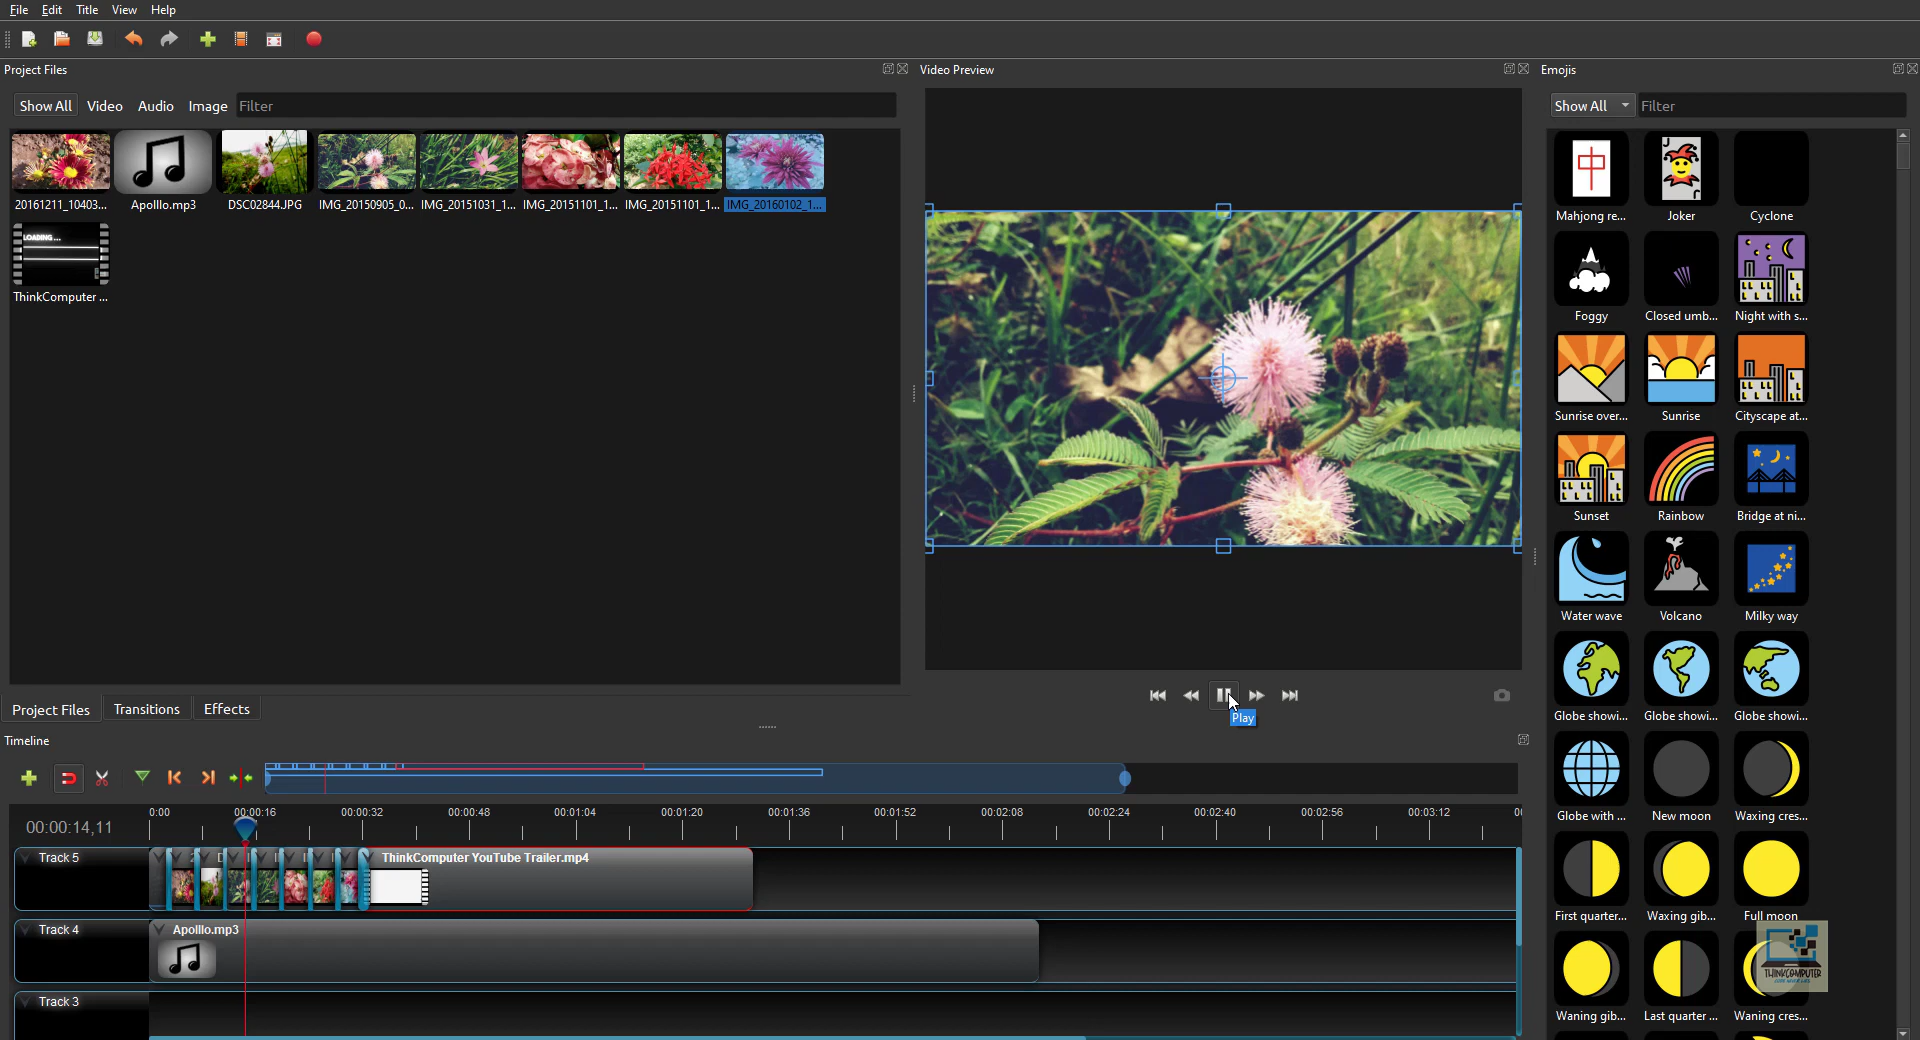 File Edit Title View Help
Project Files
Video Preview
Emojis
Show All Video Audio Image Filter
Show All Filter
20161211_10403... Apolllo.mp3 DSC02844.JPG IMG_20150905_0... IMG_20151031_1... IMG_20151101_1... IMG_20151101_1... IMG_20160102_1...
LOADING ...
ThinkComputer ...
Mahjong re... Joker Cyclone
Foggy Closed umb... Night with s...
Sunrise over... Sunrise Cityscape at...
Sunset Rainbow Bridge at ni...
Water wave Volcano Milky way
Globe showi... Globe showi... Globe showi...
Globe with ... New moon Waxing cres...
First quarter... Waxing gib... Full moon
Waning gib... Last quarter ... Waning cres...
THINKCOMPUTER
Play
Project Files Transitions Effects
Timeline
00:00:14,11
0:00 00:00:16 00:00:32 00:00:48 00:01:04 00:01:20 00:01:36 00:01:52 00:02:08 00:02:24 00:02:40 00:02:56 00:03:12
Track 5
ThinkComputer YouTube Trailer.mp4
Track 4
Apolllo.mp3
Track 3